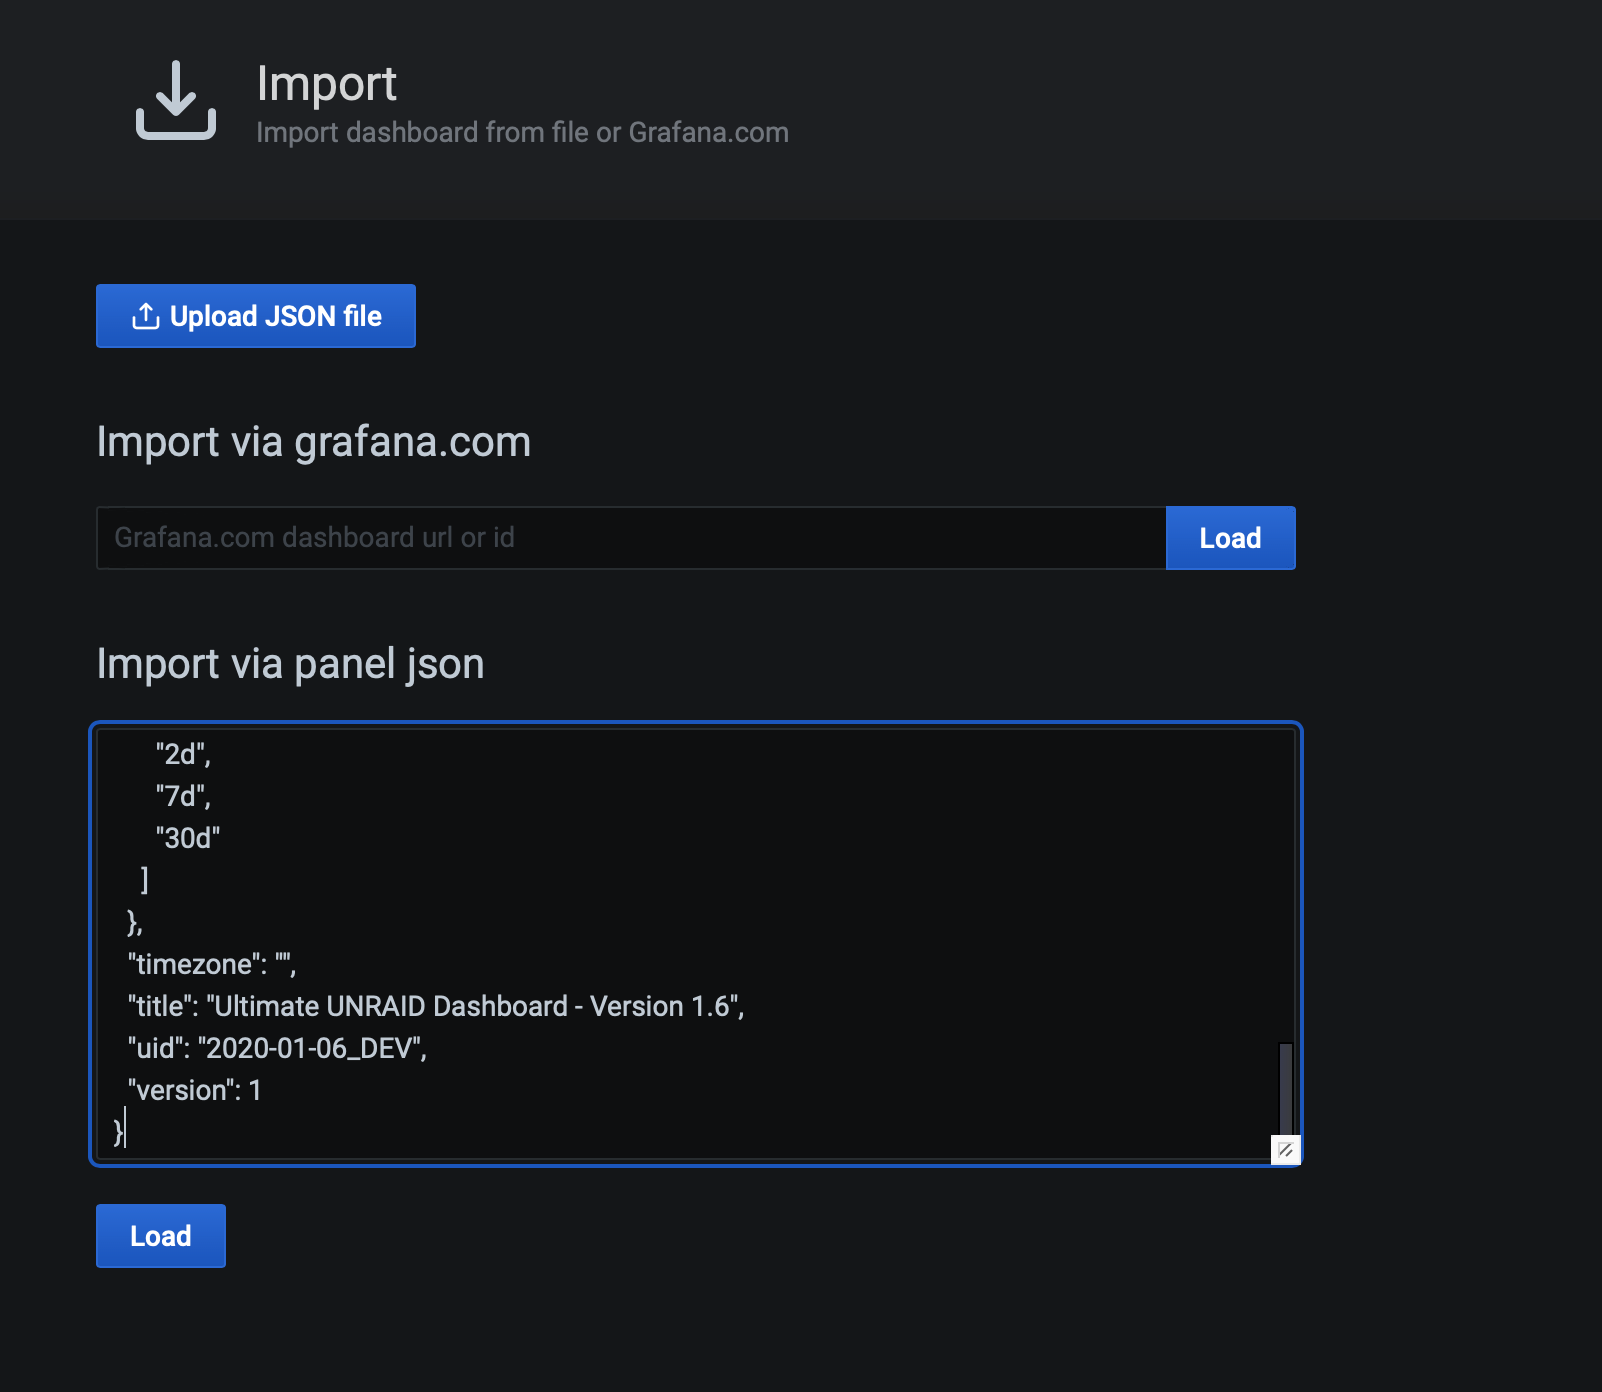 Import
Import dashboard from file or Grafana.com
Upload JSON file
Import via grafana.com
Grafana.com dashboard url or id
Load
Import via panel json
"2d",
"7d",
"30d"
]
},
"timezone": "",
"title": "Ultimate UNRAID Dashboard - Version 1.6",
"uid": "2020-01-06_DEV",
"version": 1
}
Load